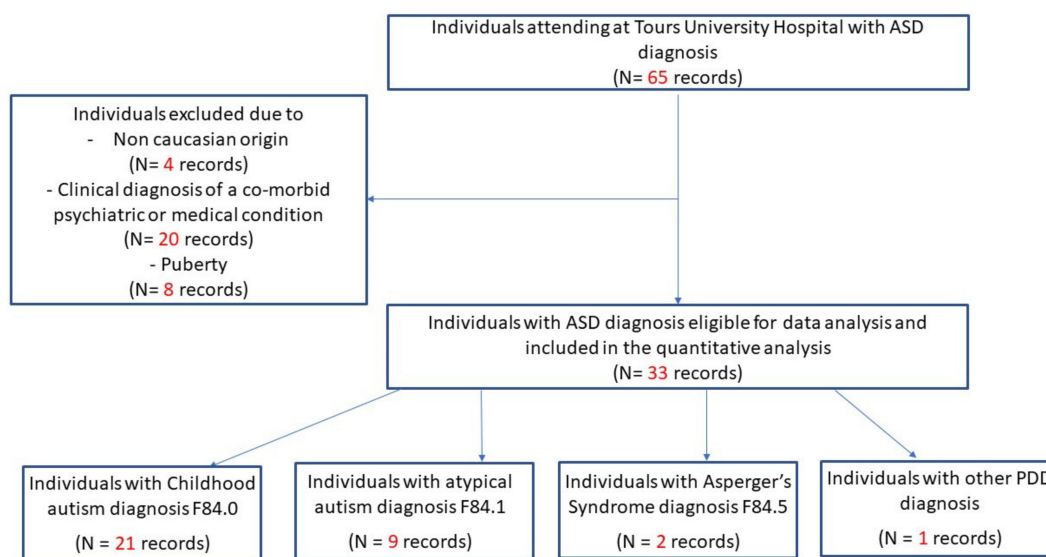 Individuals attending at Tours University Hospital with ASD
diagnosis
(N= 65 records)
Individuals excluded due to
- Non caucasian origin
(N= 4 records)
- Clinical diagnosis of a co-morbid
psychiatric or medical condition
(N= 20 records)
- Puberty
(N= 8 records)
Individuals with ASD diagnosis eligible for data analysis and
included in the quantitative analysis
(N= 33 records)
Individuals with Childhood
autism diagnosis F84.0
(N = 21 records)
Individuals with atypical
autism diagnosis F84.1
(N = 9 records)
Individuals with Asperger's
Syndrome diagnosis F84.5
(N = 2 records)
Individuals with other PDD
diagnosis
(N = 1 records)